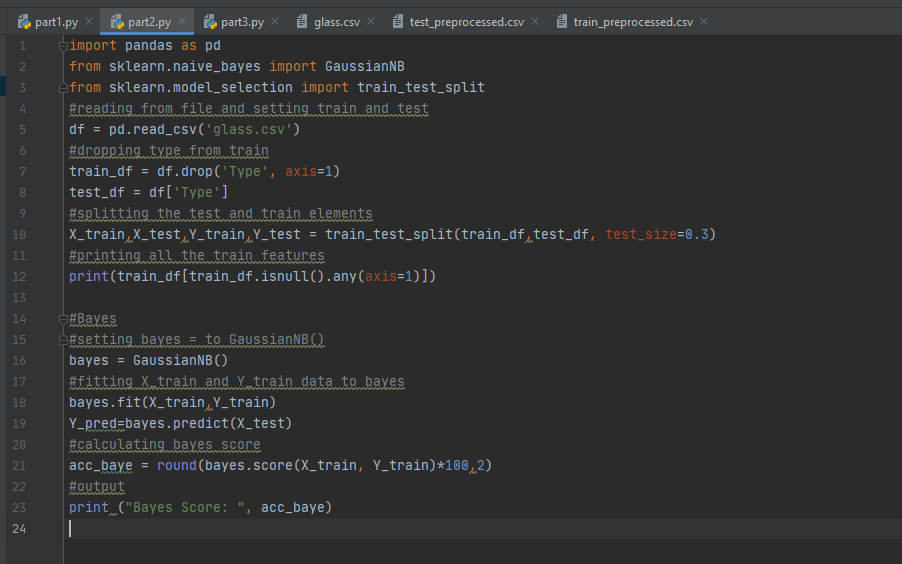 part1.py part2.py part3.py glass.csv test_preprocessed.csv train_preprocessed.csv
1 import pandas as pd
2 from sklearn.naive_bayes import GaussianNB
3 from sklearn.model_selection import train_test_split
4 #reading from file and setting train and test
5 df = pd.read_csv('glass.csv')
6 #dropping type from train
7 train_df = df.drop('Type', axis=1)
8 test_df = df['Type']
9 #splitting the test and train elements
10 X_train,X_test,Y_train,Y_test = train_test_split(train_df,test_df, test_size=0.3)
11 #printing all the train features
12 print(train_df[train_df.isnull().any(axis=1)])
13
14 #Bayes
15 #setting bayes = to GaussianNB()
16 bayes = GaussianNB()
17 #fitting X_train and Y_train data to bayes
18 bayes.fit(X_train,Y_train)
19 Y_pred=bayes.predict(X_test)
20 #calculating bayes score
21 acc_baye = round(bayes.score(X_train, Y_train)*100,2)
22 #output
23 print ("Bayes Score: ", acc_baye)
24